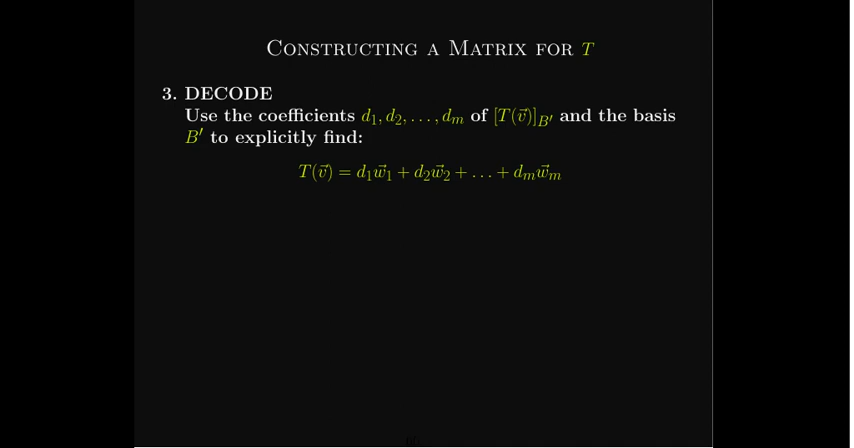 Constructing a Matrix for T
3. DECODE
Use the coefficients d₁, d₂, . . . , dₘ of [T(v⃗)]_B′ and the basis
B′ to explicitly find:
T(v⃗) = d₁w⃗₁ + d₂w⃗₂ + . . . + dₘw⃗ₘ